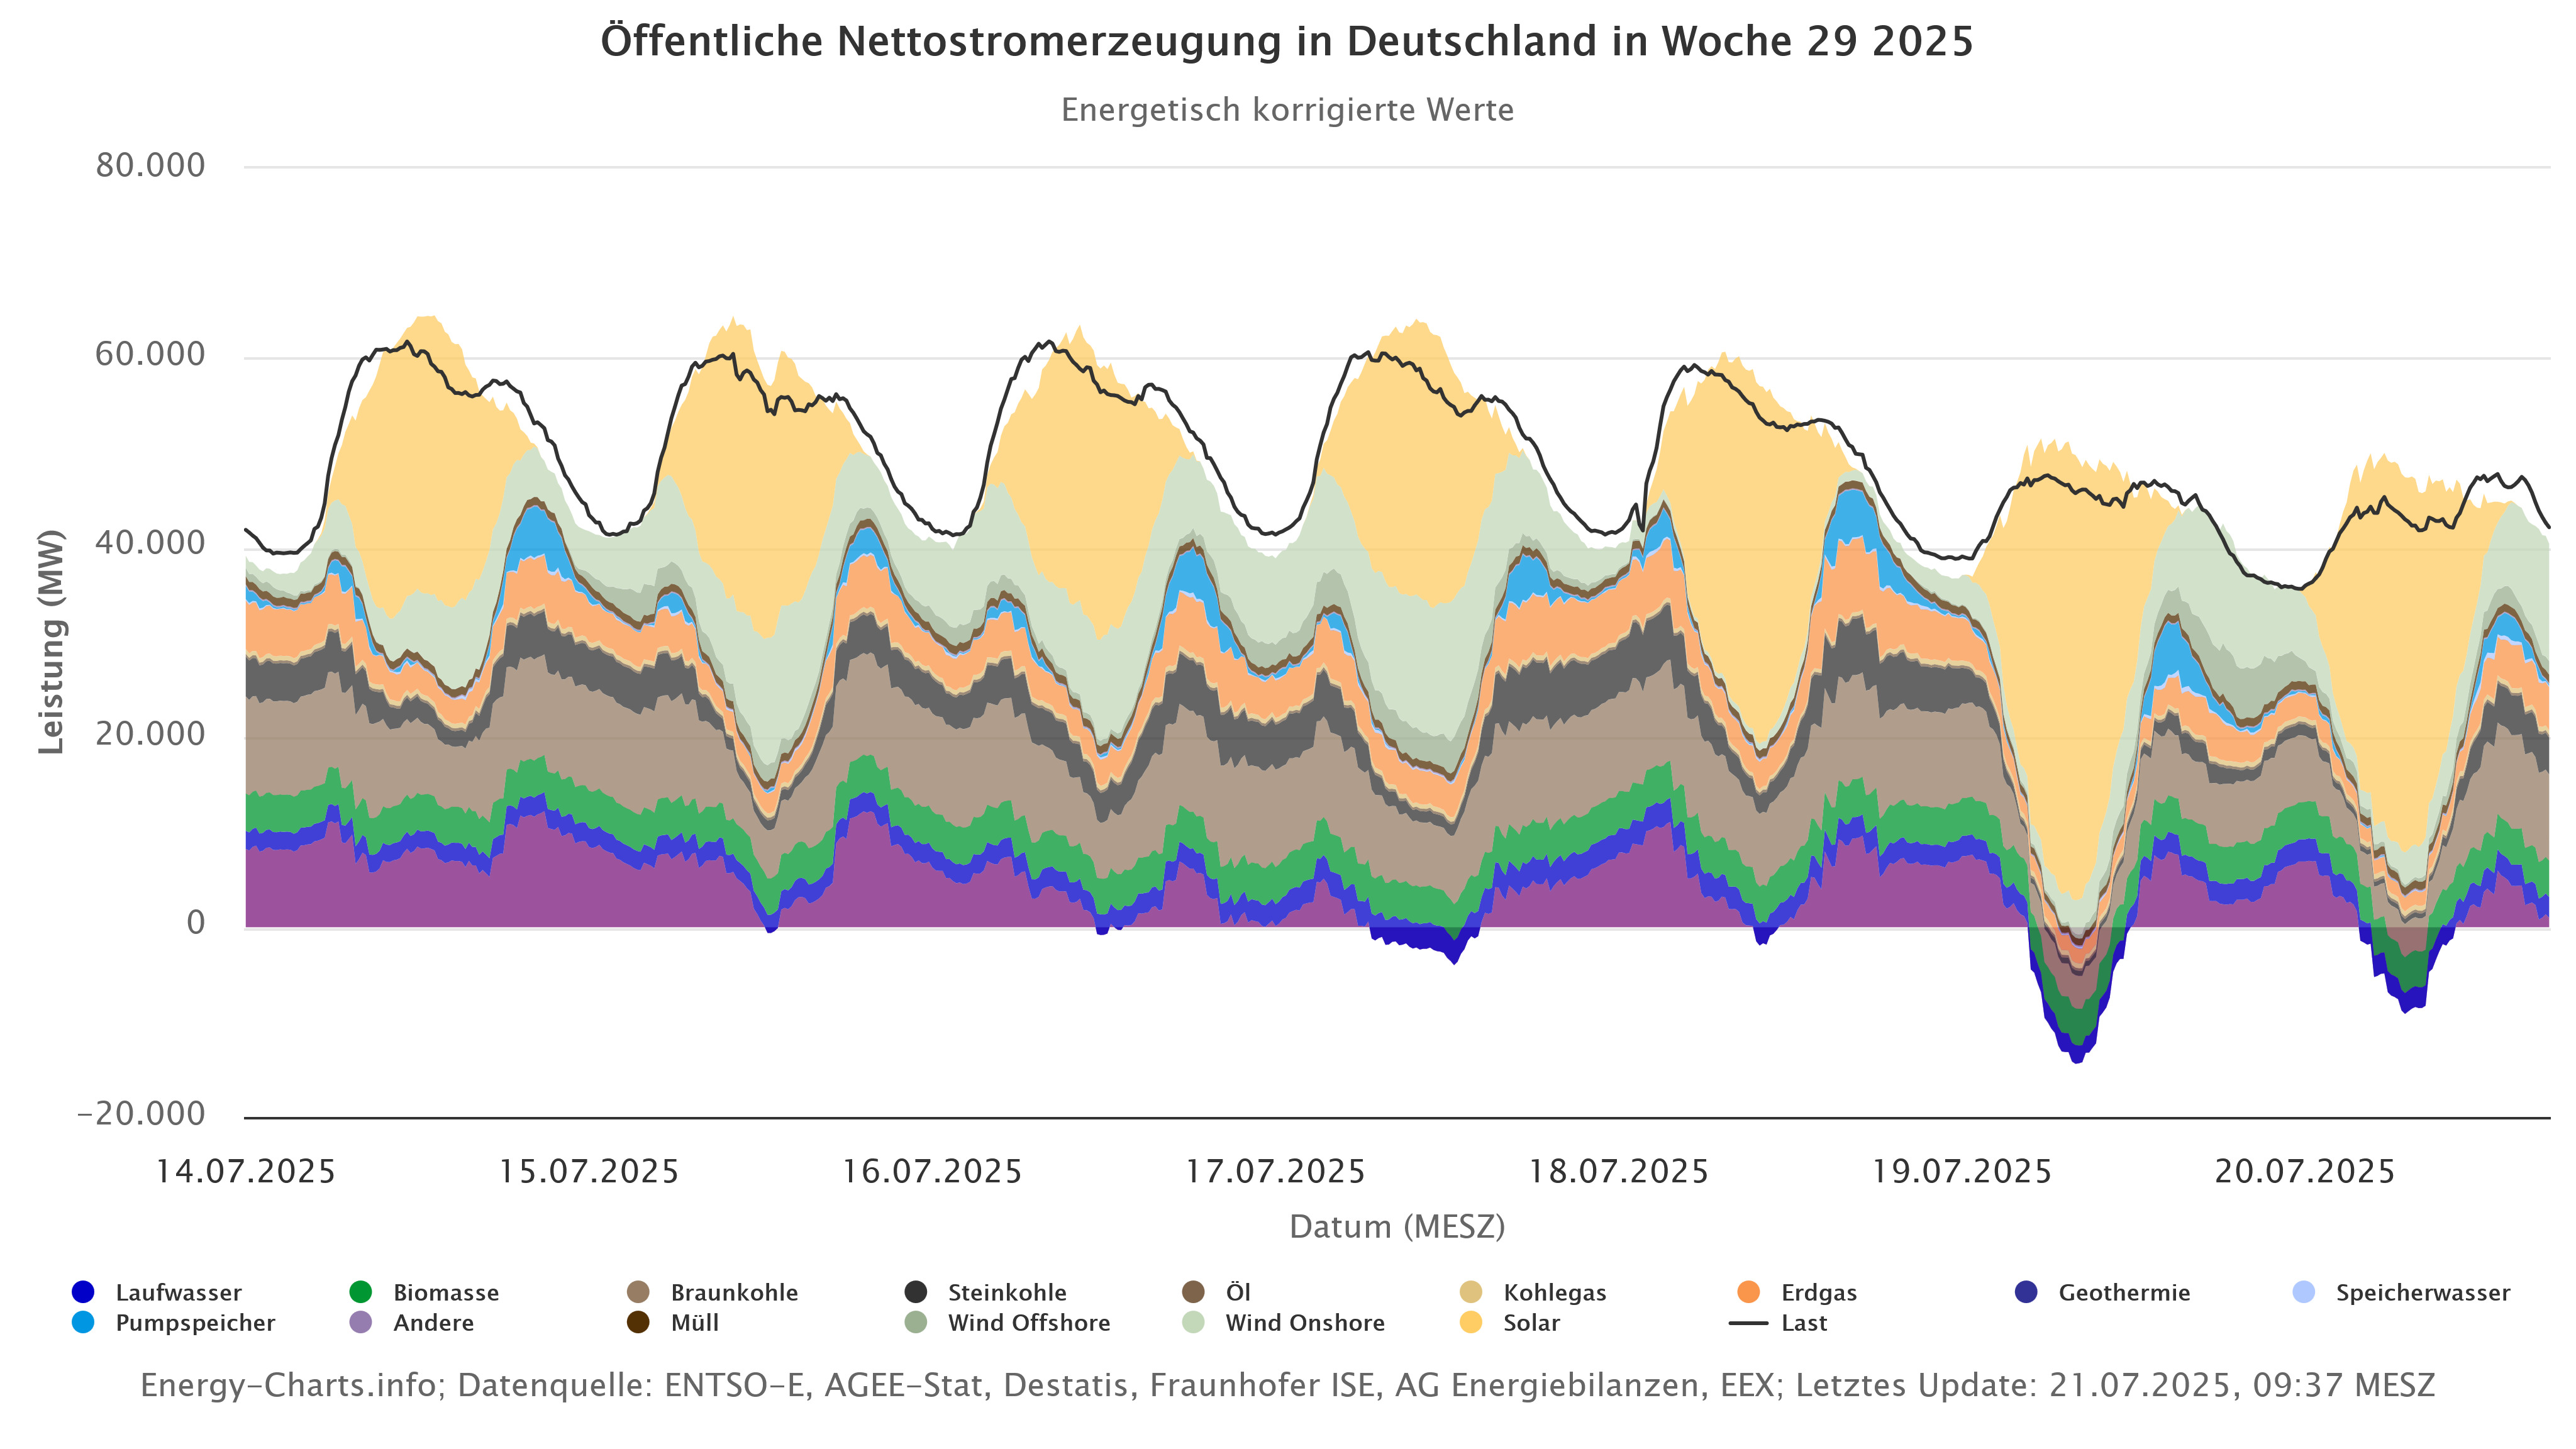 Öffentliche Nettostromerzeugung in Deutschland in Woche 29 2025
Energetisch korrigierte Werte
80.000
60.000
40.000
20.000
0
−20.000
Leistung (MW)
14.07.2025 15.07.2025 16.07.2025 17.07.2025 18.07.2025 19.07.2025 20.07.2025
Datum (MESZ)
Laufwasser Biomasse Braunkohle Steinkohle Öl Kohlegas Erdgas Geothermie Speicherwasser
Pumpspeicher Andere Müll Wind Offshore Wind Onshore Solar Last
Energy-Charts.info; Datenquelle: ENTSO-E, AGEE-Stat, Destatis, Fraunhofer ISE, AG Energiebilanzen, EEX; Letztes Update: 21.07.2025, 09:37 MESZ